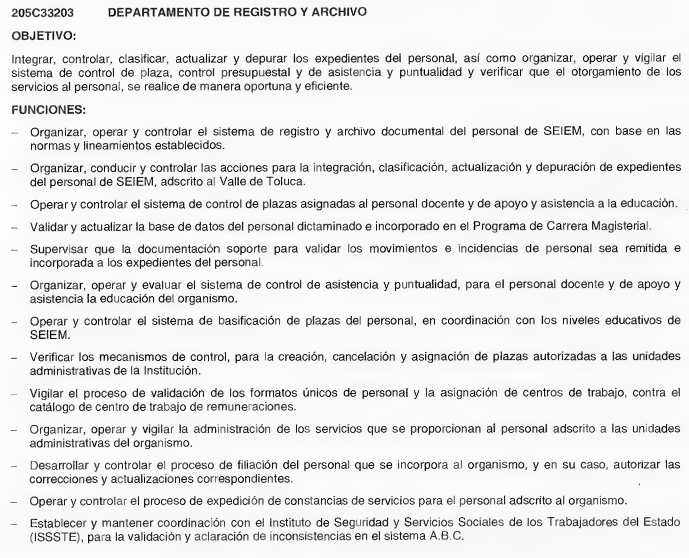 205C33203 DEPARTAMENTO DE REGISTRO Y ARCHIVO
OBJETIVO:
Integrar, controlar, clasificar, actualizar y depurar los expedientes del personal, así como organizar, operar y vigilar el
sistema de control de plaza, control presupuestal y de asistencia y puntualidad y verificar que el otorgamiento de los
servicios al personal, se realice de manera oportuna y eficiente.
FUNCIONES:
– Organizar, operar y controlar el sistema de registro y archivo documental del personal de SEIEM, con base en las
normas y lineamientos establecidos.
– Organizar, conducir y controlar las acciones para la integración, clasificación, actualización y depuración de expedientes
del personal de SEIEM, adscrito al Valle de Toluca.
– Operar y controlar el sistema de control de plazas asignadas al personal docente y de apoyo y asistencia a la educación.
– Validar y actualizar la base de datos del personal dictaminado e incorporado en el Programa de Carrera Magisterial.
– Supervisar que la documentación soporte para validar los movimientos e incidencias de personal sea remitida e
incorporada a los expedientes del personal.
– Organizar, operar y evaluar el sistema de control de asistencia y puntualidad, para el personal docente y de apoyo y
asistencia la educación del organismo.
– Operar y controlar el sistema de basificación de plazas del personal, en coordinación con los niveles educativos de
SEIEM.
– Verificar los mecanismos de control, para la creación, cancelación y asignación de plazas autorizadas a las unidades
administrativas de la Institución.
– Vigilar el proceso de validación de los formatos únicos de personal y la asignación de centros de trabajo, contra el
catálogo de centro de trabajo de remuneraciones.
– Organizar, operar y vigilar la administración de los servicios que se proporcionan al personal adscrito a las unidades
administrativas del organismo.
– Desarrollar y controlar el proceso de filiación del personal que se incorpora al organismo, y en su caso, autorizar las
correcciones y actualizaciones correspondientes.
– Operar y controlar el proceso de expedición de constancias de servicios para el personal adscrito al organismo.
– Establecer y mantener coordinación con el Instituto de Seguridad y Servicios Sociales de los Trabajadores del Estado
(ISSSTE), para la validación y aclaración de inconsistencias en el sistema A.B.C.